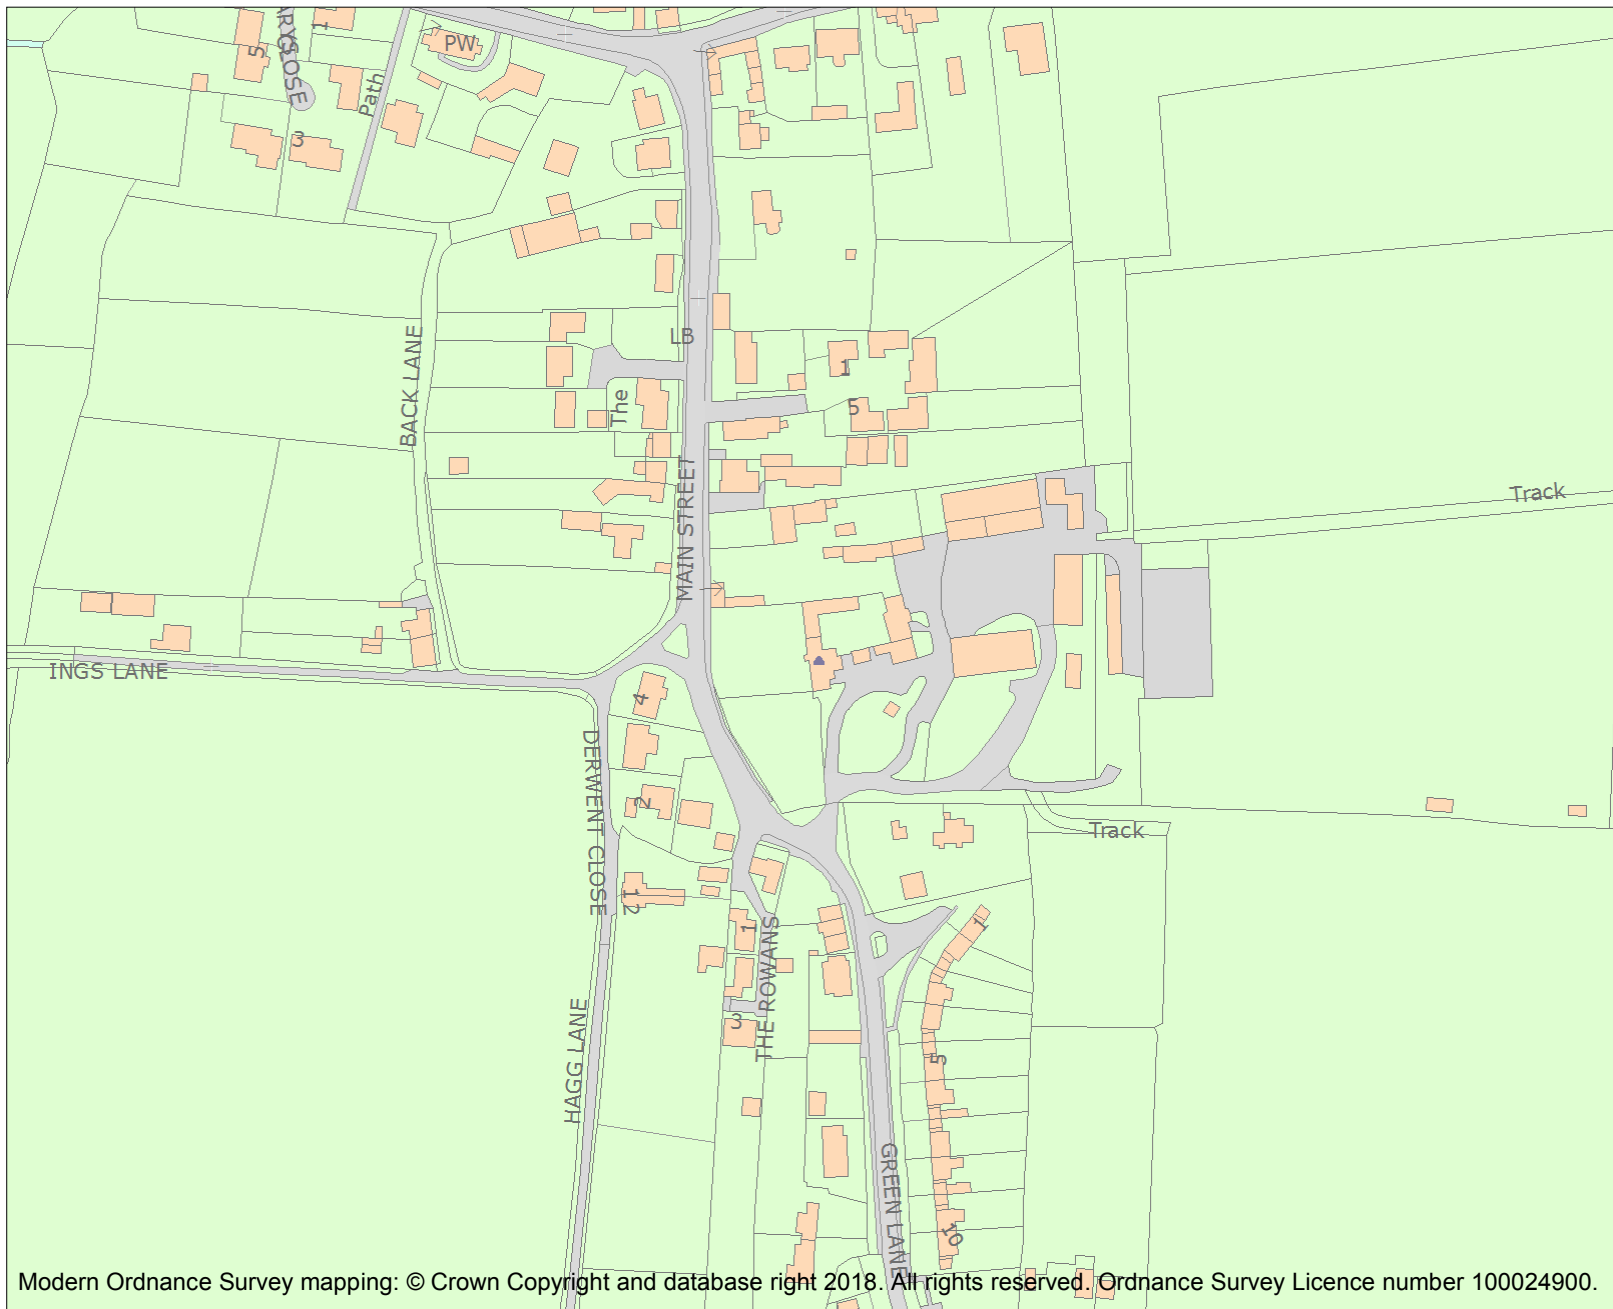 ARY CLOSE
5
1
PW
Path
3
BACK LANE
LB
1
The
5
MAIN STREET
Track
INGS LANE
4
DERWENT CLOSE
2
Track
12
1
1
THE ROWANS
3
HAGG LANE
5
GREEN LANE
10
Modern Ordnance Survey mapping: © Crown Copyright and database right 2018. All rights reserved. Ordnance Survey Licence number 100024900.